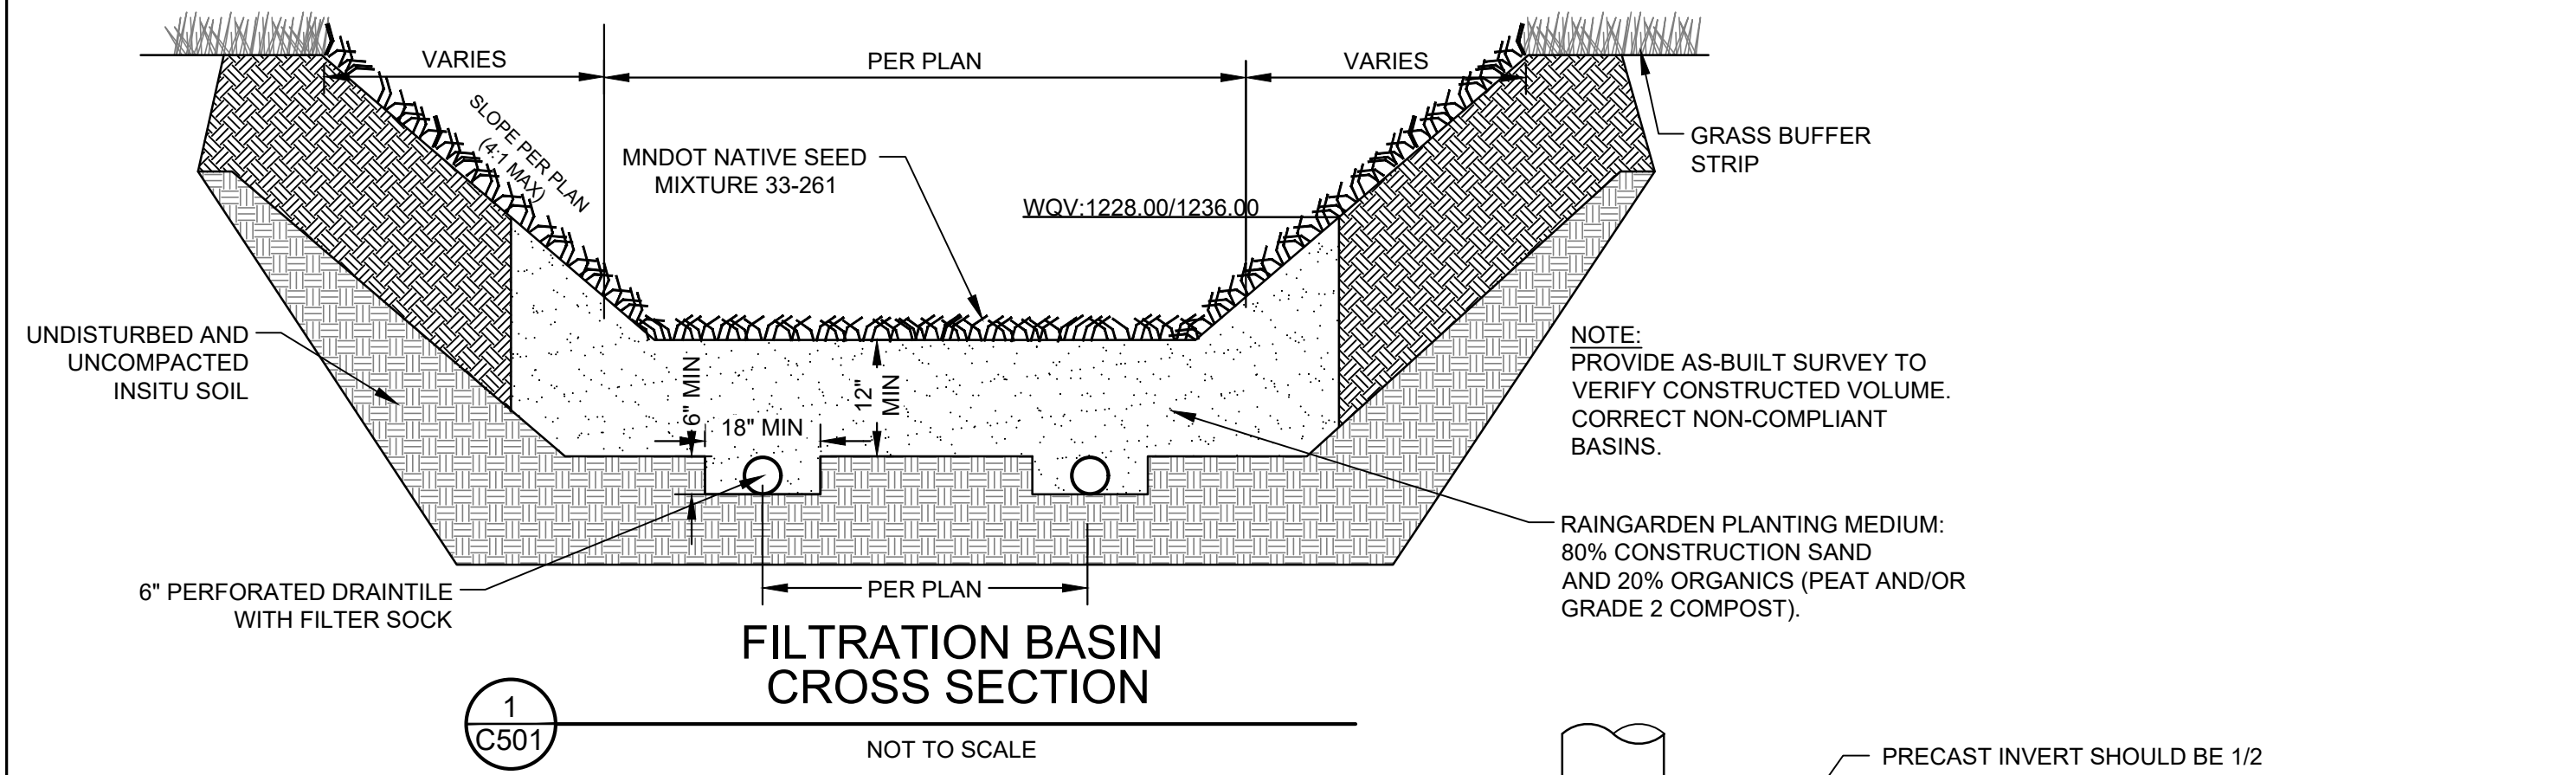 VARIES
PER PLAN
VARIES
SLOPE PER PLAN
(4:1 MAX)
MNDOT NATIVE SEED
MIXTURE 33-261
WQV:1228.00/1236.00
GRASS BUFFER
STRIP
UNDISTURBED AND
UNCOMPACTED
INSITU SOIL
NOTE:
PROVIDE AS-BUILT SURVEY TO
VERIFY CONSTRUCTED VOLUME.
CORRECT NON-COMPLIANT
BASINS.
6" MIN
18" MIN
12"
MIN
RAINGARDEN PLANTING MEDIUM:
80% CONSTRUCTION SAND
AND 20% ORGANICS (PEAT AND/OR
GRADE 2 COMPOST).
6" PERFORATED DRAINTILE
WITH FILTER SOCK
PER PLAN
FILTRATION BASIN
CROSS SECTION
1
C501
NOT TO SCALE
PRECAST INVERT SHOULD BE 1/2